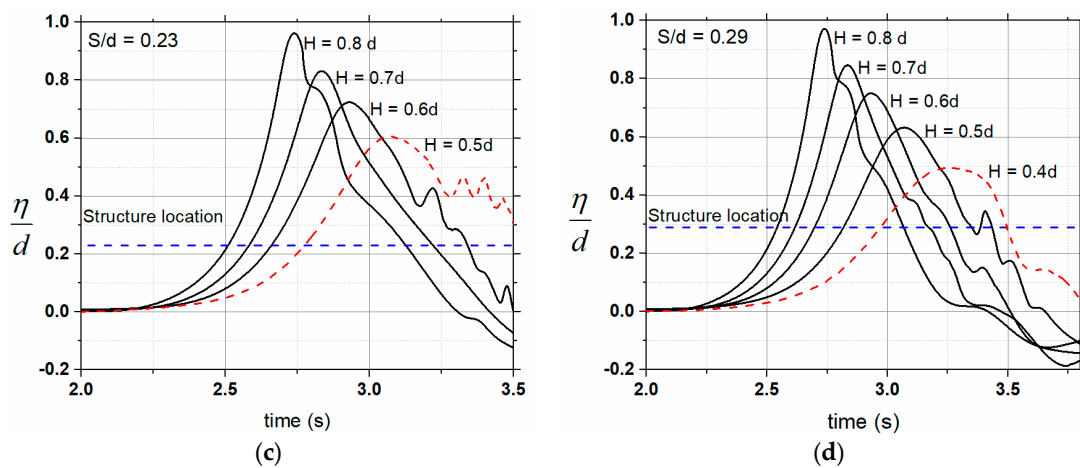 S/d = 0.23
H = 0.8 d
H = 0.7d
H = 0.6d
H = 0.5d
Structure location
η
d
1.0
0.8
0.6
0.4
0.2
0.0
-0.2
2.0 2.5 3.0 3.5
time (s)
(c)
S/d = 0.29
H = 0.8 d
H = 0.7d
H = 0.6d
H = 0.5d
H = 0.4d
Structure location
η
d
1.0
0.8
0.6
0.4
0.2
0.0
-0.2
2.0 2.5 3.0 3.5
time (s)
(d)